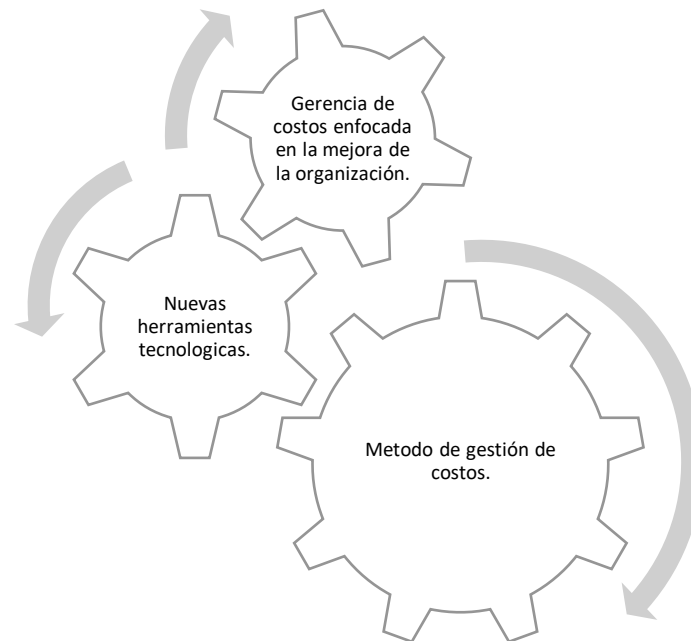 Gerencia de
costos enfocada
en la mejora de
la organización.
Nuevas
herramientas
tecnologicas.
Metodo de gestión de
costos.